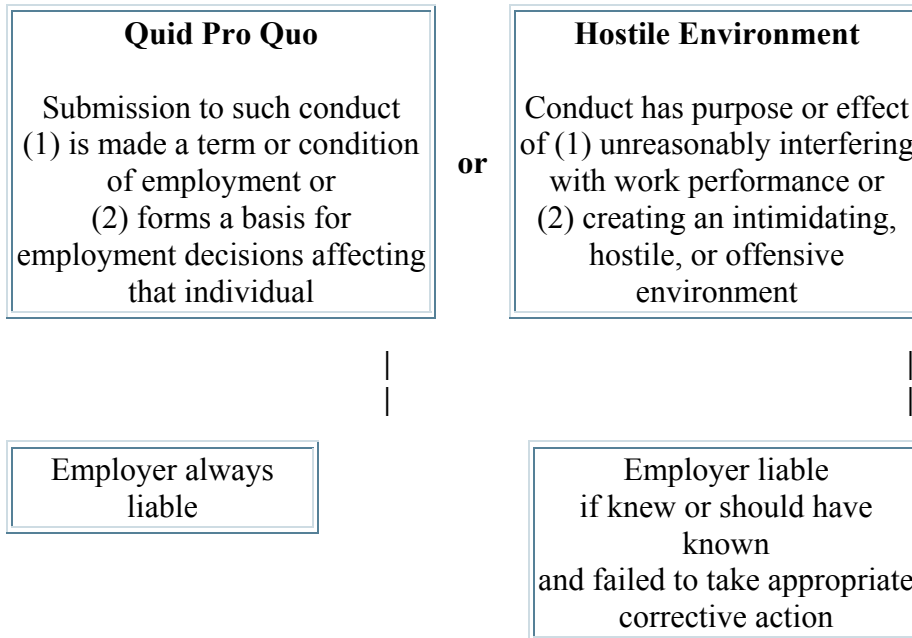 Quid Pro Quo
Submission to such conduct
(1) is made a term or condition
of employment or
(2) forms a basis for
employment decisions affecting
that individual
or
Hostile Environment
Conduct has purpose or effect
of (1) unreasonably interfering
with work performance or
(2) creating an intimidating,
hostile, or offensive
environment
|
|
|
|
Employer always
liable
Employer liable
if knew or should have
known
and failed to take appropriate
corrective action